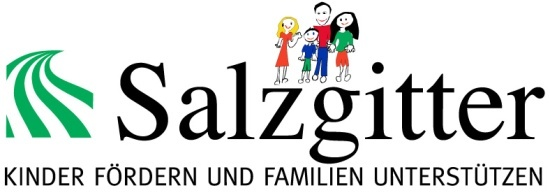 Salzgitter
KINDER FÖRDERN UND FAMILIEN UNTERSTÜTZEN